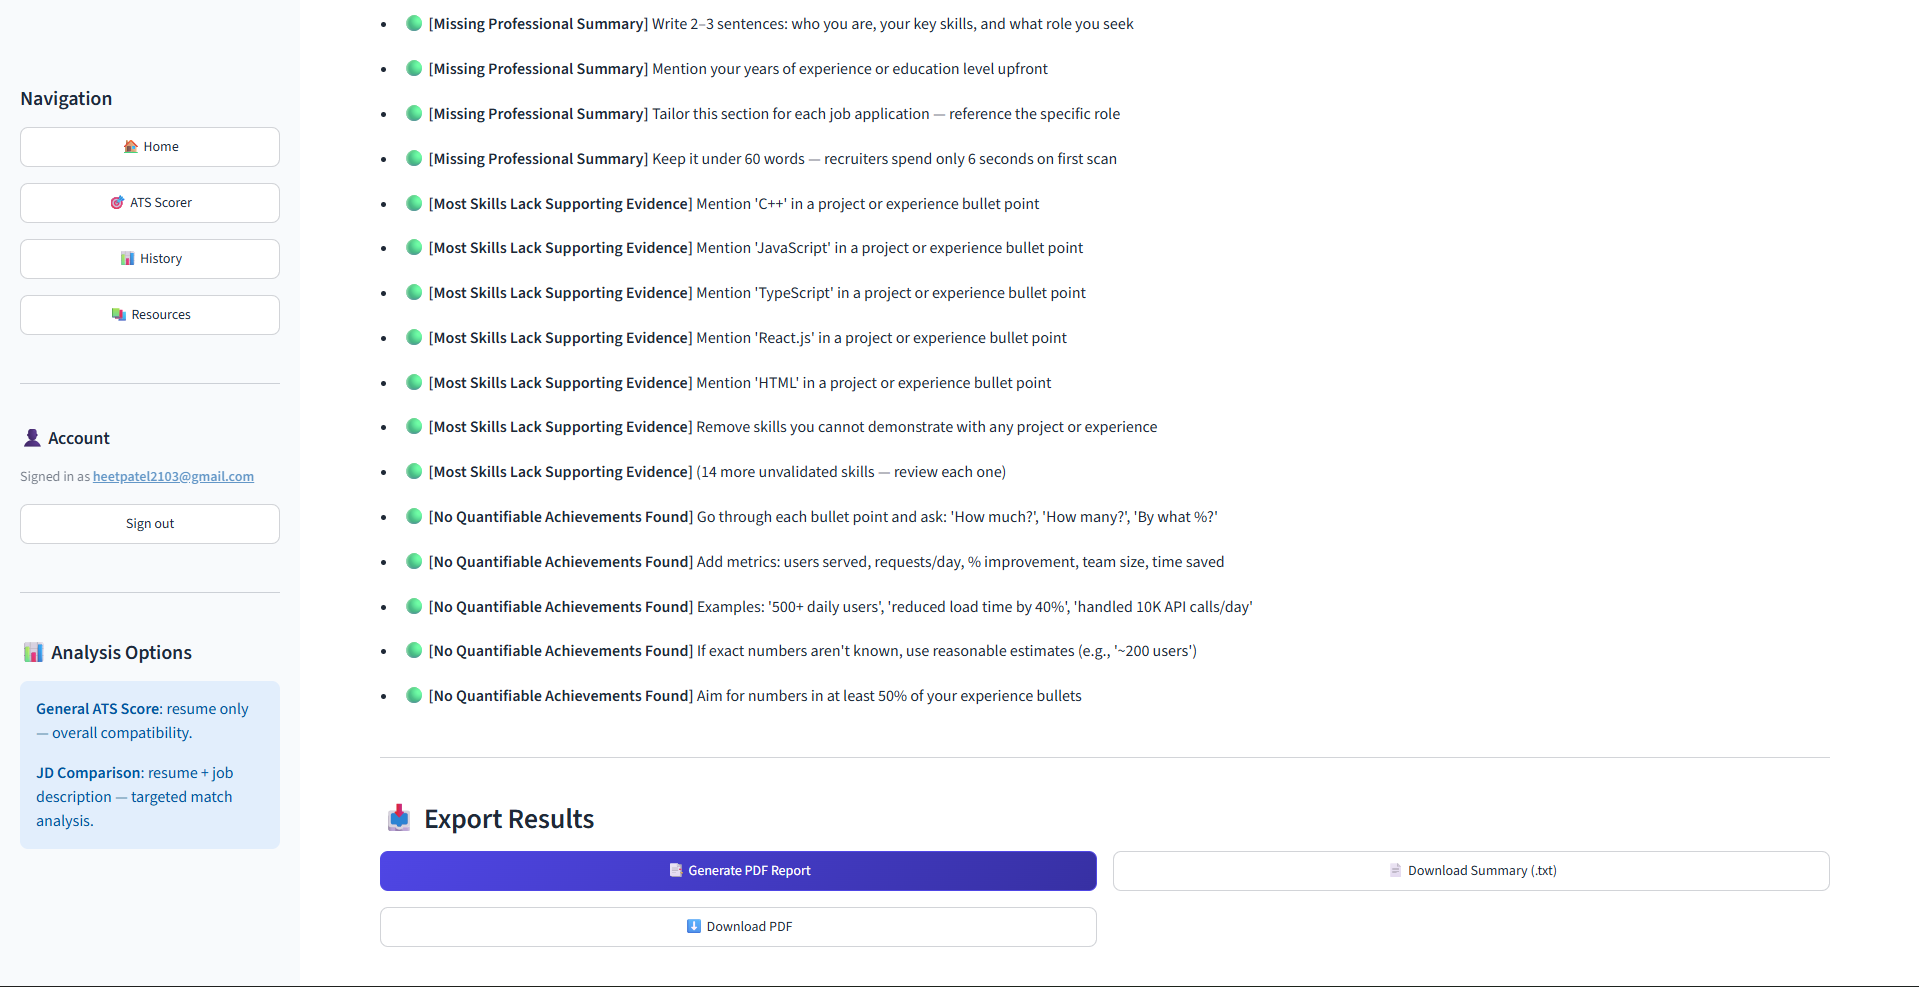 Navigation
Home
ATS Scorer
History
Resources
Account
Signed in as heetpatel2103@gmail.com
Sign out
Analysis Options
General ATS Score: resume only
— overall compatibility.
JD Comparison: resume + job
description — targeted match
analysis.
[Missing Professional Summary] Write 2–3 sentences: who you are, your key skills, and what role you seek
[Missing Professional Summary] Mention your years of experience or education level upfront
[Missing Professional Summary] Tailor this section for each job application — reference the specific role
[Missing Professional Summary] Keep it under 60 words — recruiters spend only 6 seconds on first scan
[Most Skills Lack Supporting Evidence] Mention 'C++' in a project or experience bullet point
[Most Skills Lack Supporting Evidence] Mention 'JavaScript' in a project or experience bullet point
[Most Skills Lack Supporting Evidence] Mention 'TypeScript' in a project or experience bullet point
[Most Skills Lack Supporting Evidence] Mention 'React.js' in a project or experience bullet point
[Most Skills Lack Supporting Evidence] Mention 'HTML' in a project or experience bullet point
[Most Skills Lack Supporting Evidence] Remove skills you cannot demonstrate with any project or experience
[Most Skills Lack Supporting Evidence] (14 more unvalidated skills — review each one)
[No Quantifiable Achievements Found] Go through each bullet point and ask: 'How much?', 'How many?', 'By what %?'
[No Quantifiable Achievements Found] Add metrics: users served, requests/day, % improvement, team size, time saved
[No Quantifiable Achievements Found] Examples: '500+ daily users', 'reduced load time by 40%', 'handled 10K API calls/day'
[No Quantifiable Achievements Found] If exact numbers aren't known, use reasonable estimates (e.g., '~200 users')
[No Quantifiable Achievements Found] Aim for numbers in at least 50% of your experience bullets
Export Results
Generate PDF Report
Download Summary (.txt)
Download PDF